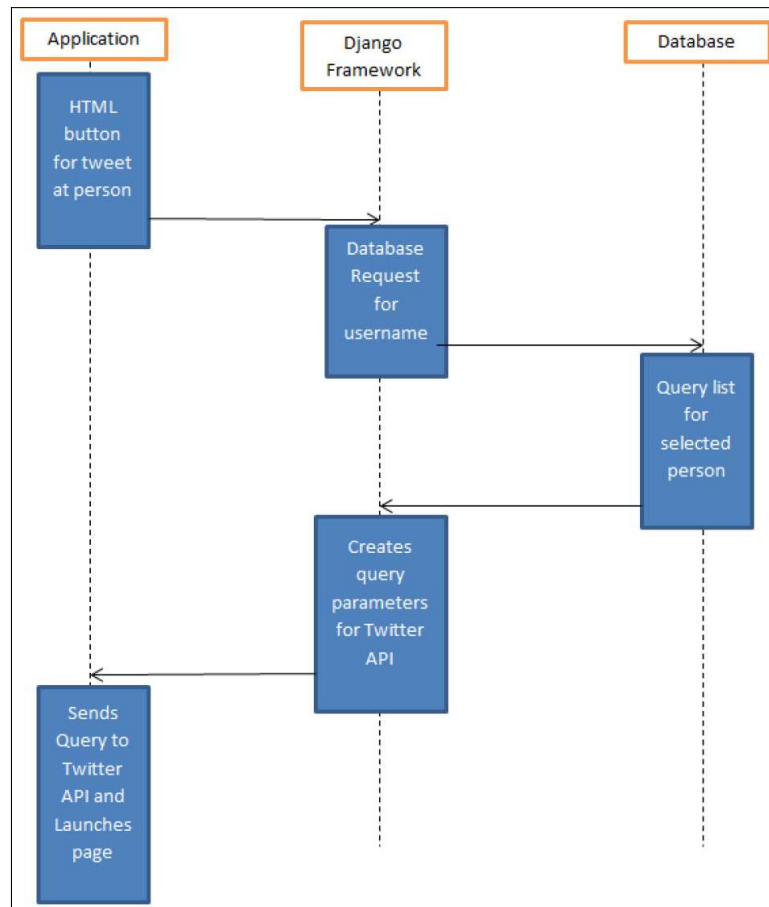 Application
Django
Framework
Database
HTML
button
for tweet
at person
Database
Request
for
username
Query list
for
selected
person
Creates
query
parameters
for Twitter
API
Sends
Query to
Twitter
API and
Launches
page